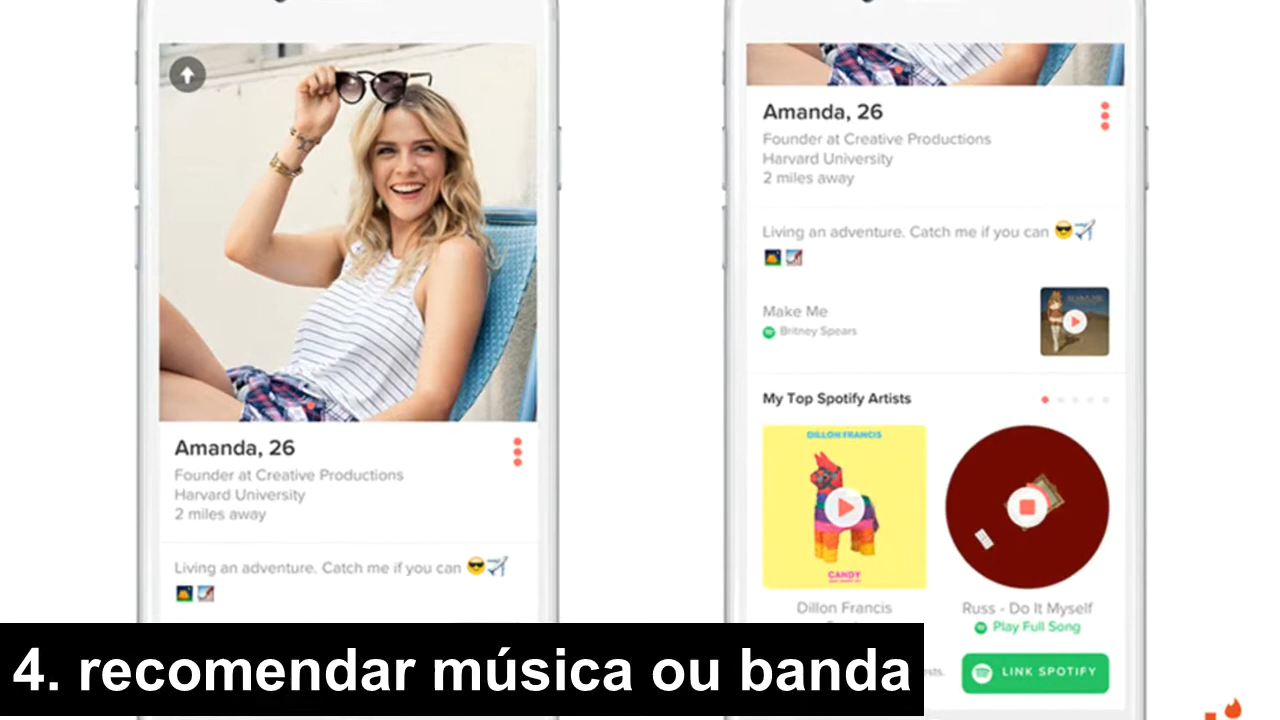 Amanda, 26
Founder at Creative Productions
Harvard University
2 miles away
Living an adventure. Catch me if you can
Amanda, 26
Founder at Creative Productions
Harvard University
2 miles away
Living an adventure. Catch me if you can
Make Me
Britney Spears
My Top Spotify Artists
DILLON FRANCIS
CANDY
Dillon Francis
Russ - Do It Myself
Play Full Song
LINK SPOTIFY
4. recomendar música ou banda